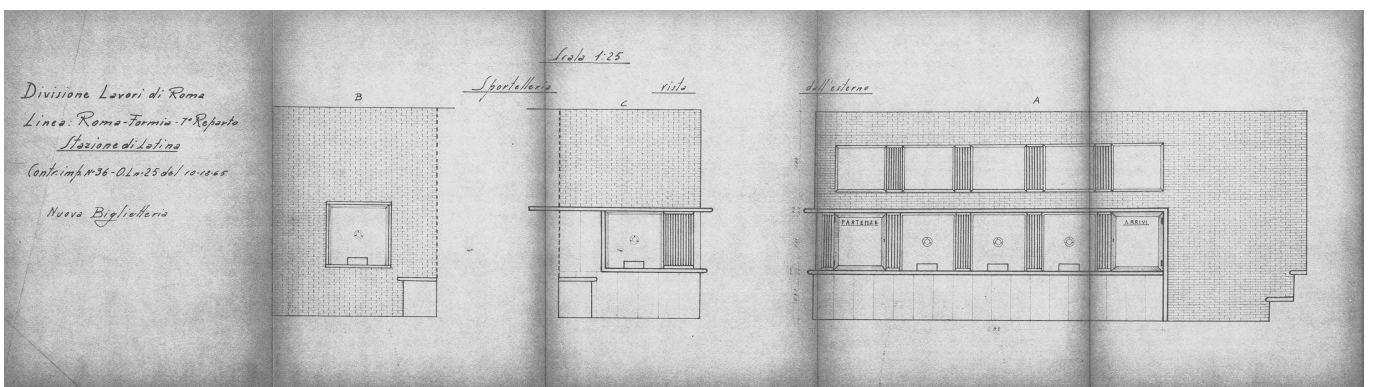 Scala 1:25
Divisione Lavori di Roma
Linea: Roma-Formia-7° Reparto
Stazione di Latina
Contr. imp. N° 36 - O.L n° 25 del 10-12-65
Nuova Biglietteria
Sportelleria vista dall'esterno
B
C
A
PARTENZE
ARRIVI